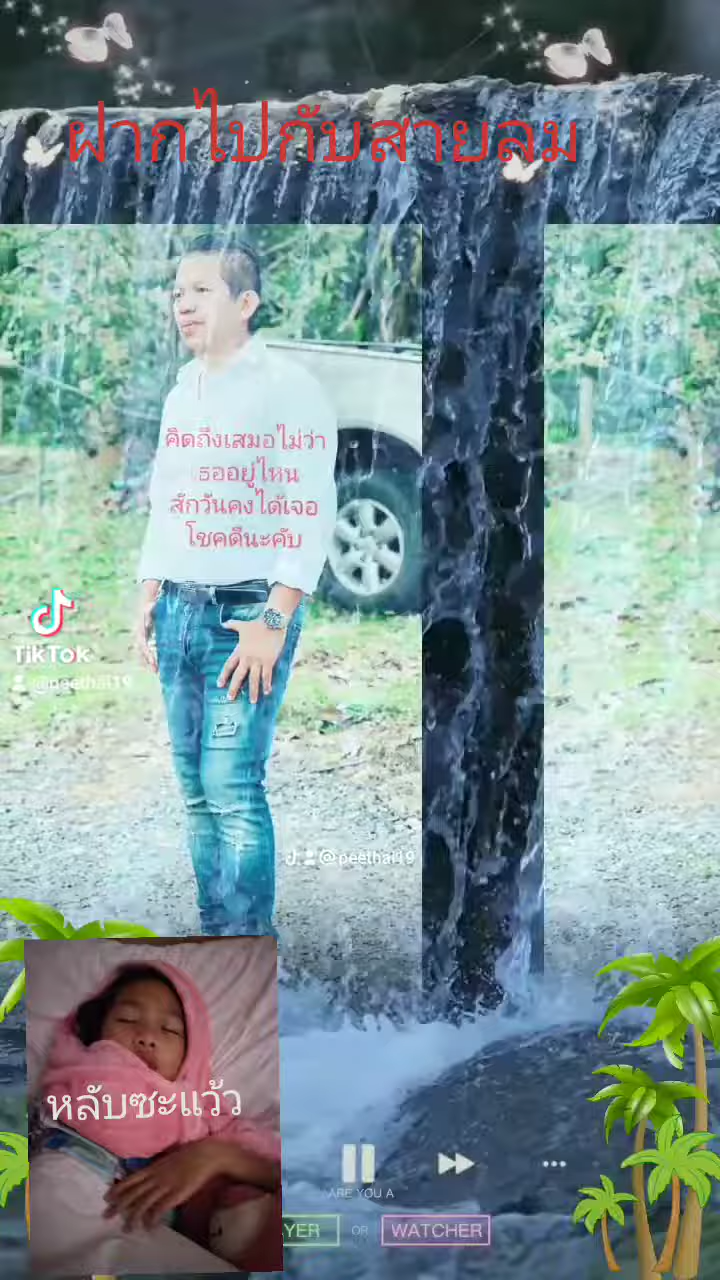 ฝากไปกับสายลม
คิดถึงเสมอไม่ว่า
ธออยู่ไหน
สักวันคงได้เจอ
โชคดีนะคับ
TikTok
@peethai19
@peethai19
หลับซะแว้ว
ARE YOU A
YER OR WATCHER